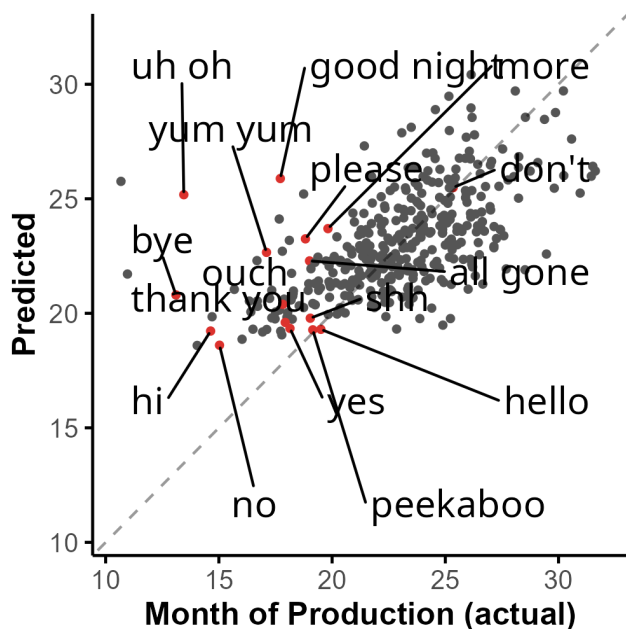 uh oh
good night
more
yum yum
please
don't
bye
ouch
all gone
thank you
shh
hi
yes
hello
no
peekaboo
30
25
20
15
10
Predicted
10
15
20
25
30
Month of Production (actual)